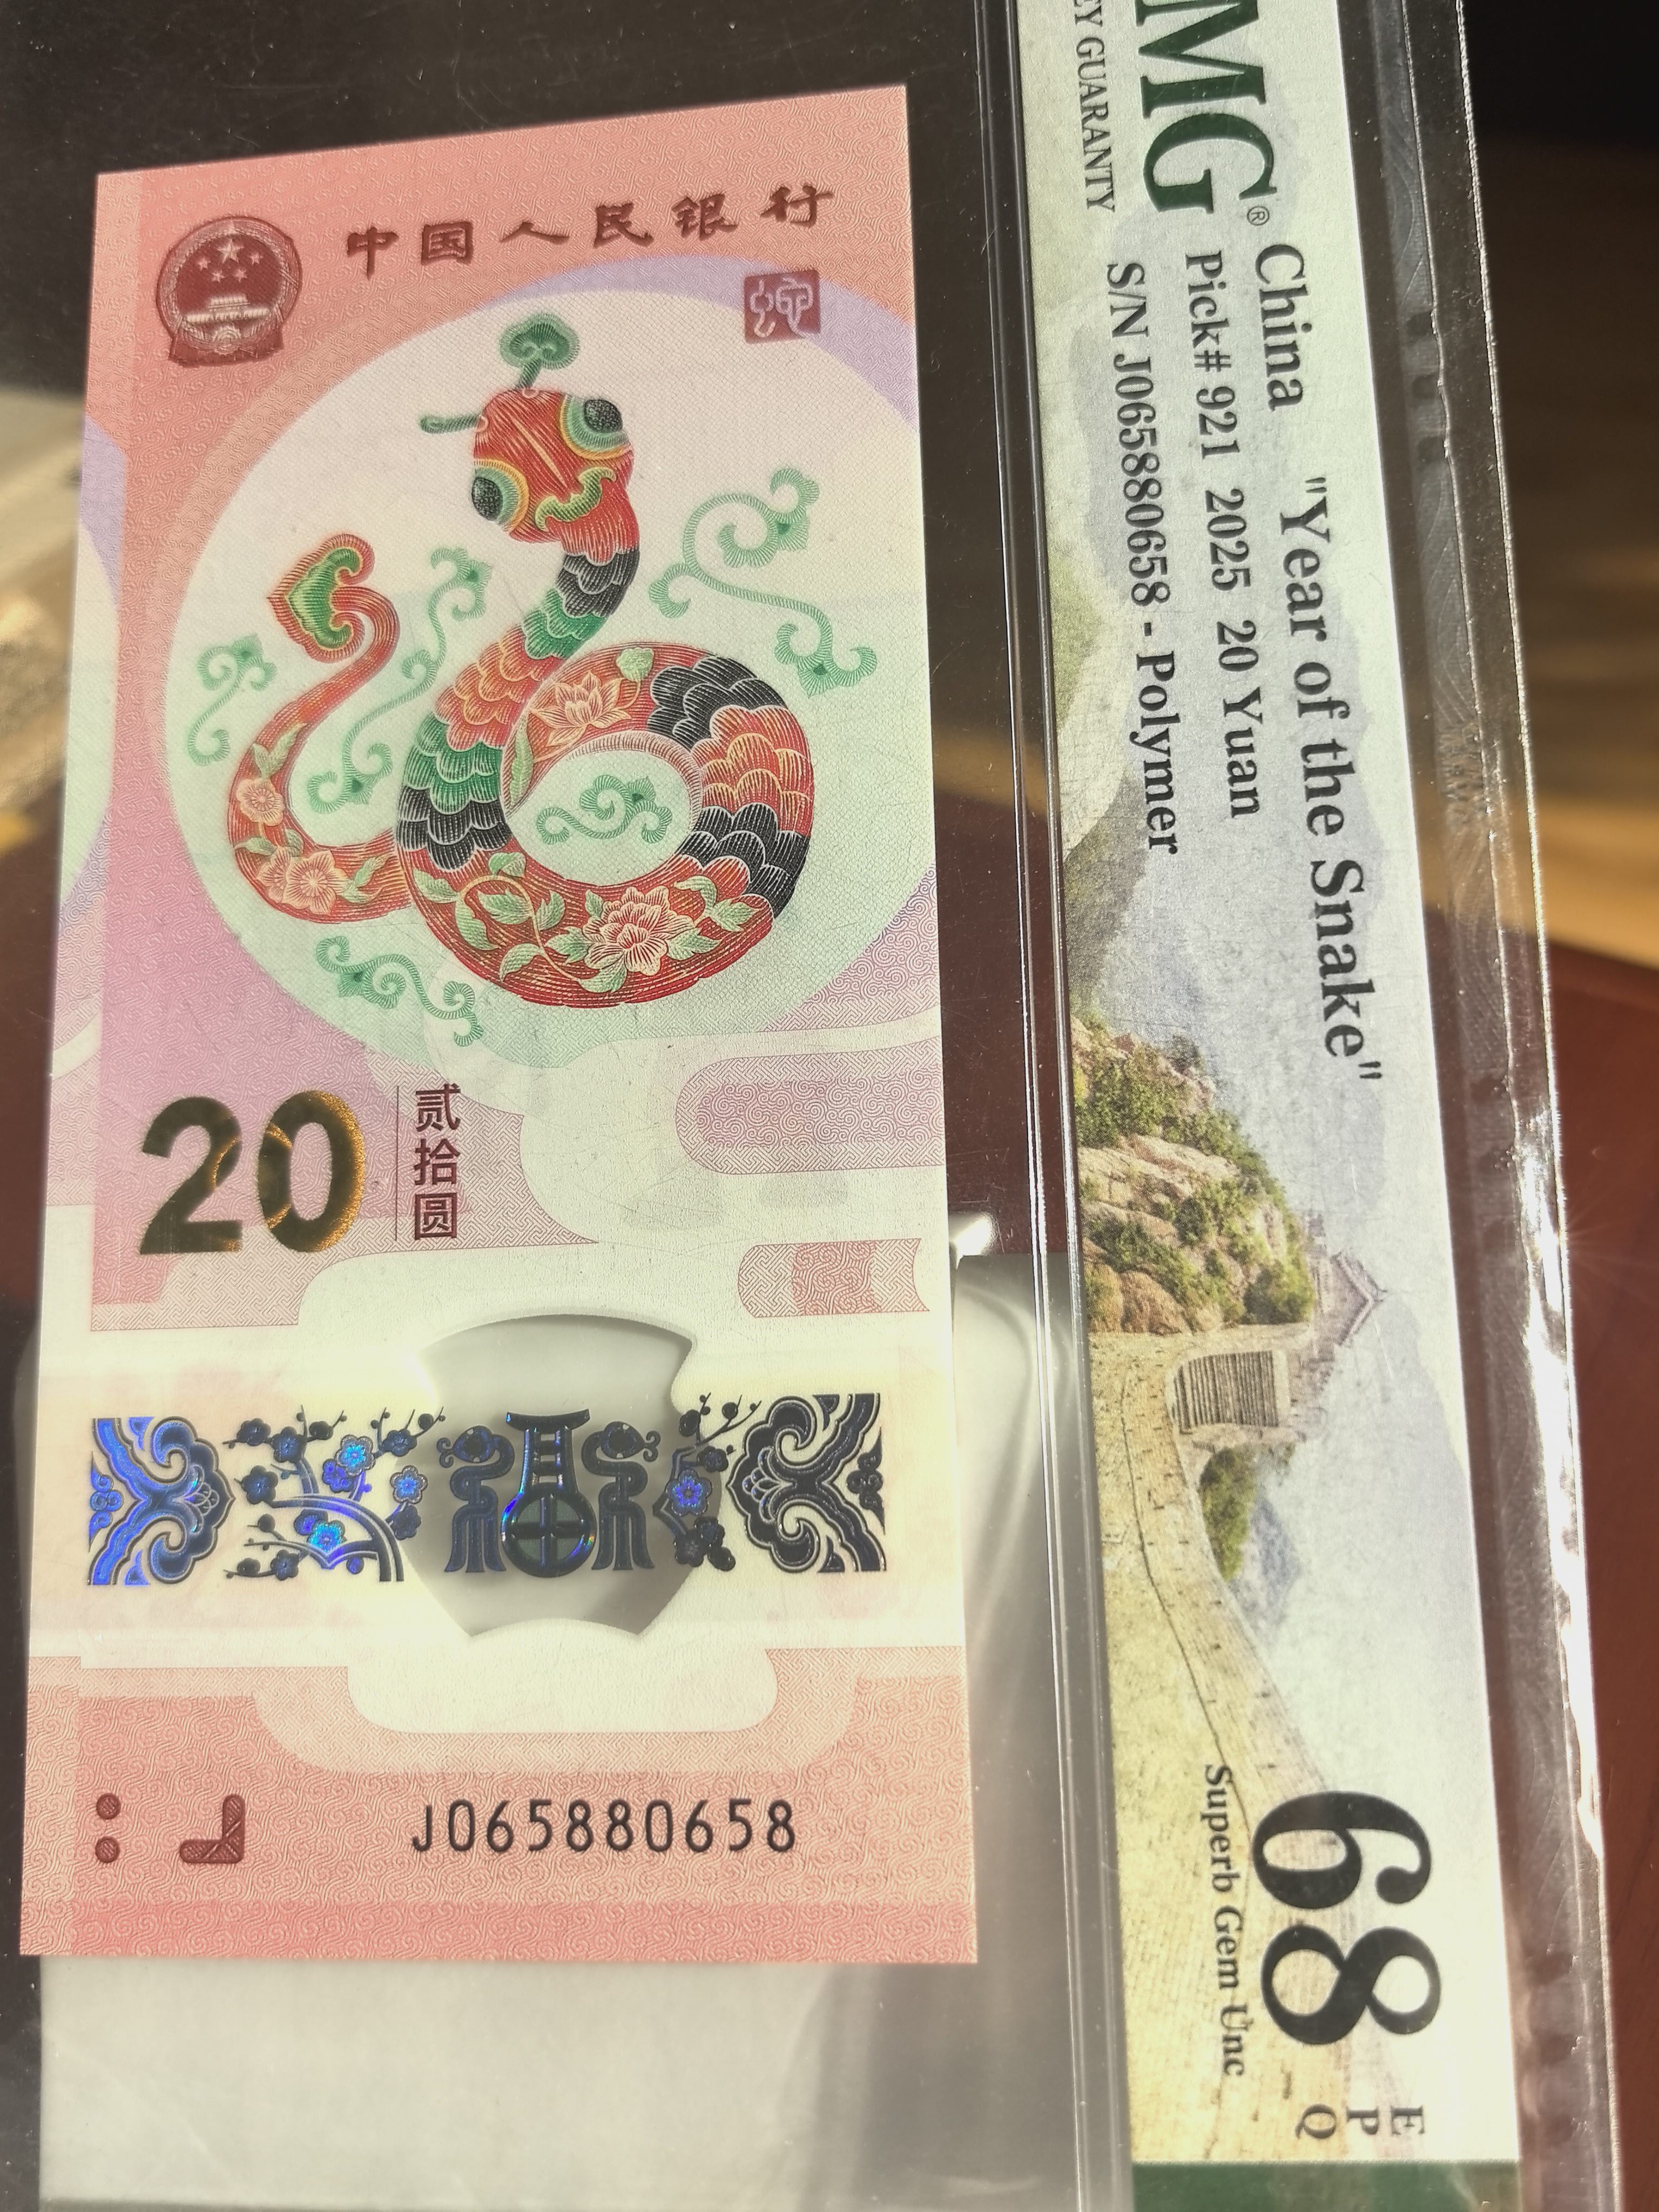 中国人民银行
蛇
20
贰拾圆
J065880658
MG®
EY GUARANTY
China "Year of the Snake"
Pick# 921 2025 20 Yuan
S/N J065880658 - Polymer
68
EPQ
Superb Gem Unc